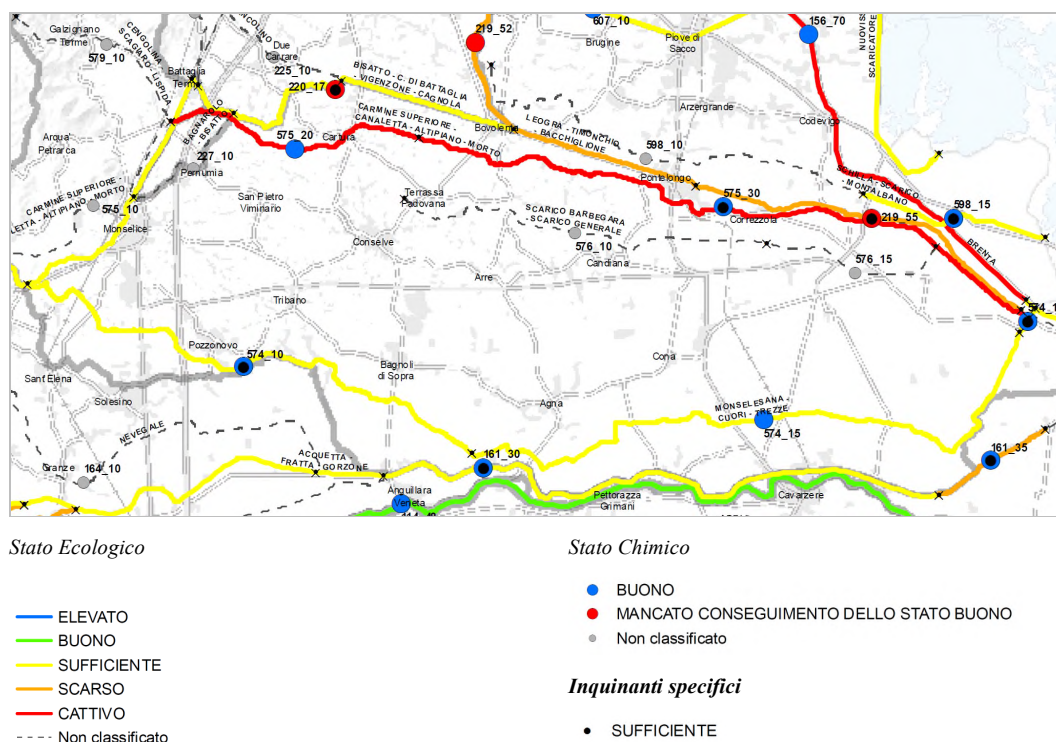 Galzignano
Terme
579_10
CENGOLINA
SCAGIARO - LISPIDA
Battaglia
Due
Carrare
225_10
220_17
BISATTO - C. DI BATTAGLIA
- VIGENZONE - CAGNOLA
219_52
607_10
Brugine
Piove di
Sacco
156_70
SCARICATORE
Arzergrande
Codevigo
BAGNAROLO
BISATTO
Arqua'
Petrarca
575_20
Cartura
CARMINE SUPERIORE -
CANALETTA - ALTIPIANO - MORTO
Bovolenta
LEOGRA - TIMONCHIO
- BACCHIGLIONE
598_10
Pontelongo
227_10
Pernumia
CARMINE SUPERIORE -
575_10
Monselice
San Pietro
Viminario
Terrassa
Padovana
SCARICO BARBEGARA
- SCARICO GENERALE
576_10
Candiana
575_30
Correzzola
SCHILLA - SCARICO
- MONTALBANO
219_55
598_15
BRENTA
576_15
Conselve
Arre
Tribano
574_1
Pozzonovo
574_10
Bagnoli
di Sopra
Cona
Sant'Elena
Solesino
Agna
MONSELESANA -
CUORI - TREZZE
574_15
NEVEGALE
Granze
164_10
ACQUETTA
FRATTA GORZONE
161_30
161_35
Anguillara
Veneta
Pettorazza
Grimani
Cavarzere
Stato Ecologico
ELEVATO
BUONO
SUFFICIENTE
SCARSO
CATTIVO
Non classificato
Stato Chimico
BUONO
MANCATO CONSEGUIMENTO DELLO STATO BUONO
Non classificato
Inquinanti specifici
SUFFICIENTE